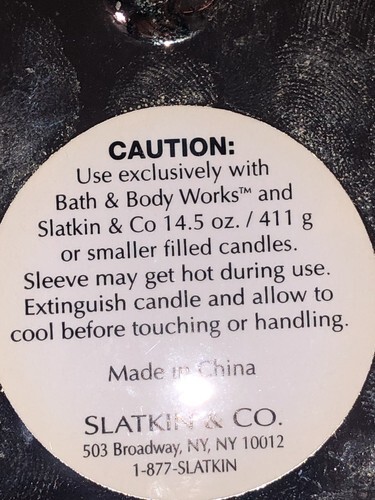 CAUTION:
Use exclusively with
Bath & Body Works™ and
Slatkin & Co 14.5 oz. / 411 g
or smaller filled candles.
Sleeve may get hot during use.
Extinguish candle and allow to
cool before touching or handling.
Made in China
SLATKIN & CO.
503 Broadway, NY, NY 10012
1-877-SLATKIN